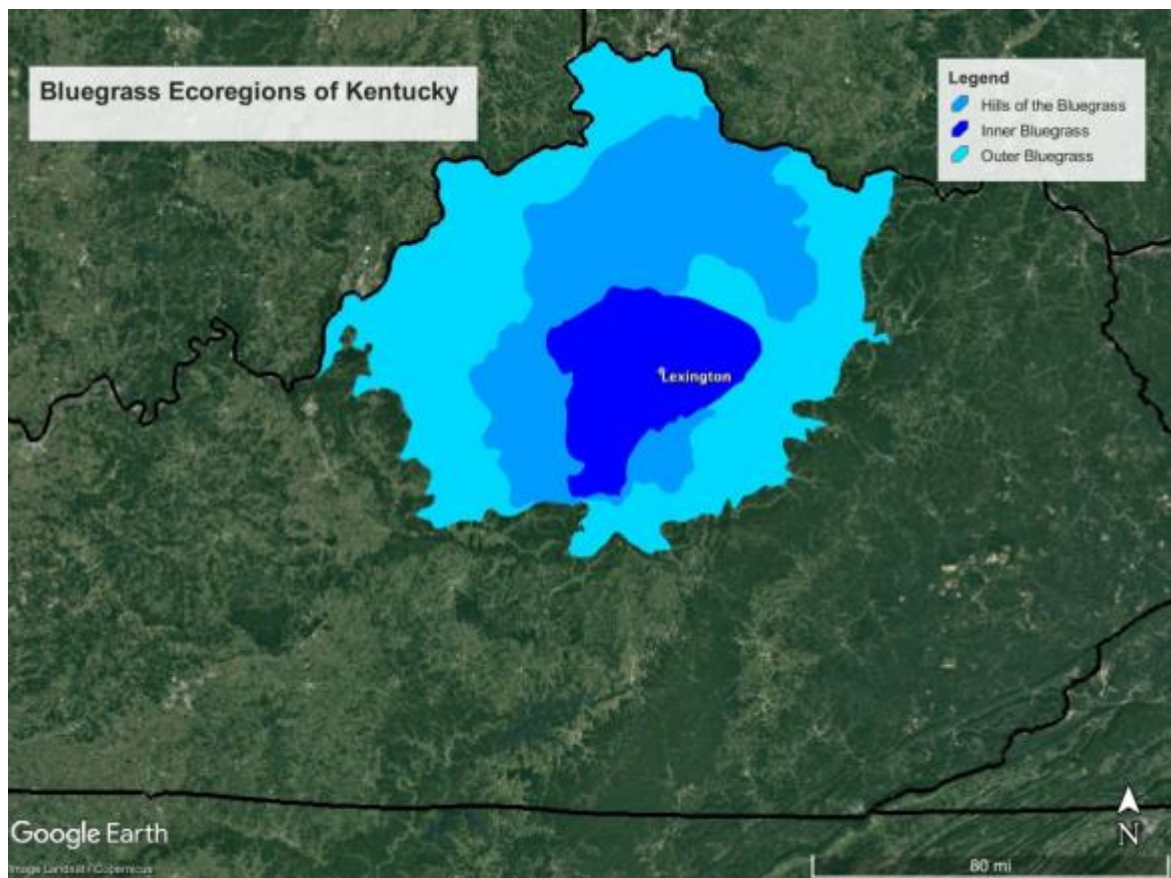 Bluegrass Ecoregions of Kentucky
Legend
Hills of the Bluegrass
Inner Bluegrass
Outer Bluegrass
Lexington
N
Google Earth
Image Landsat / Copernicus
80 mi